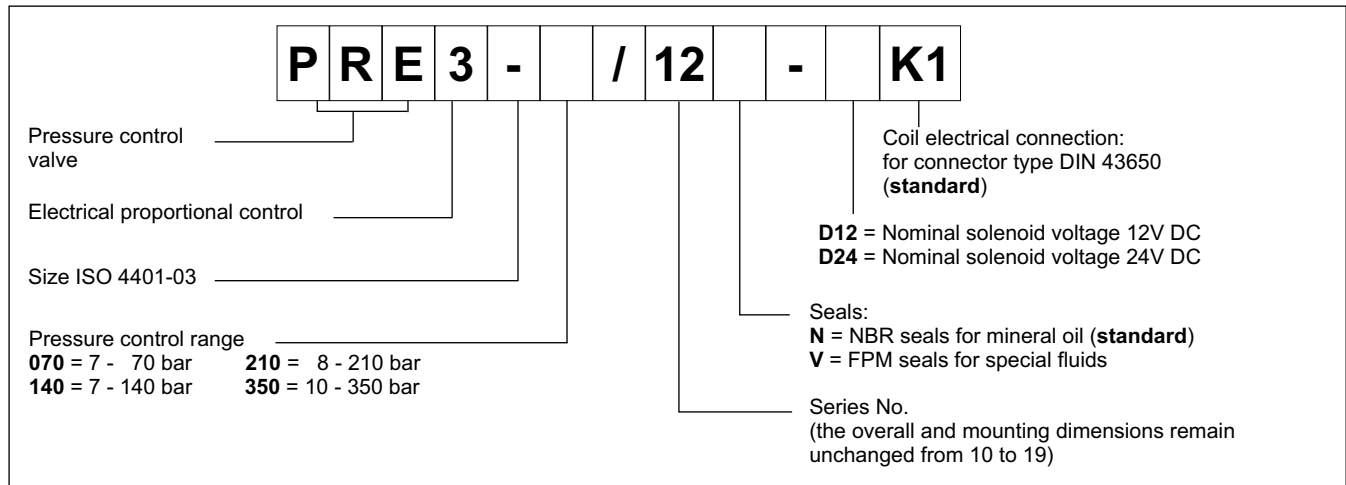 PRE3- / 12 - K1
Pressure control
valve
Electrical proportional control
Size ISO 4401-03
Pressure control range
070 = 7 - 70 bar 210 = 8 - 210 bar
140 = 7 - 140 bar 350 = 10 - 350 bar
Coil electrical connection:
for connector type DIN 43650
(standard)
D12 = Nominal solenoid voltage 12V DC
D24 = Nominal solenoid voltage 24V DC
Seals:
N = NBR seals for mineral oil (standard)
V = FPM seals for special fluids
Series No.
(the overall and mounting dimensions remain
unchanged from 10 to 19)